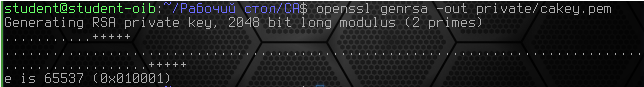 student@student-oib:~/Рабочий стол/CA$ openssl genrsa -out private/cakey.pem
Generating RSA private key, 2048 bit long modulus (2 primes)
...........+++++
................................................................................
..................+++++
e is 65537 (0x010001)